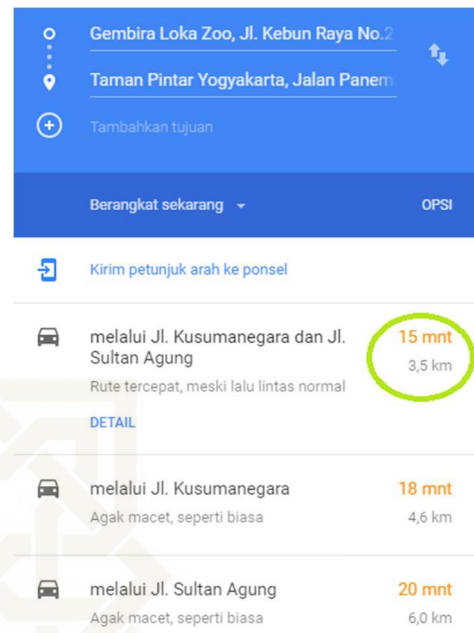 Gembira Loka Zoo, Jl. Kebun Raya No.2
Taman Pintar Yogyakarta, Jalan Panem
Tambahkan tujuan
Berangkat sekarang
OPSI
Kirim petunjuk arah ke ponsel
melalui Jl. Kusumanegara dan Jl.
Sultan Agung
15 mnt
3,5 km
Rute tercepat, meski lalu lintas normal
DETAIL
melalui Jl. Kusumanegara
18 mnt
Agak macet, seperti biasa
4,6 km
melalui Jl. Sultan Agung
20 mnt
Agak macet, seperti biasa
6,0 km